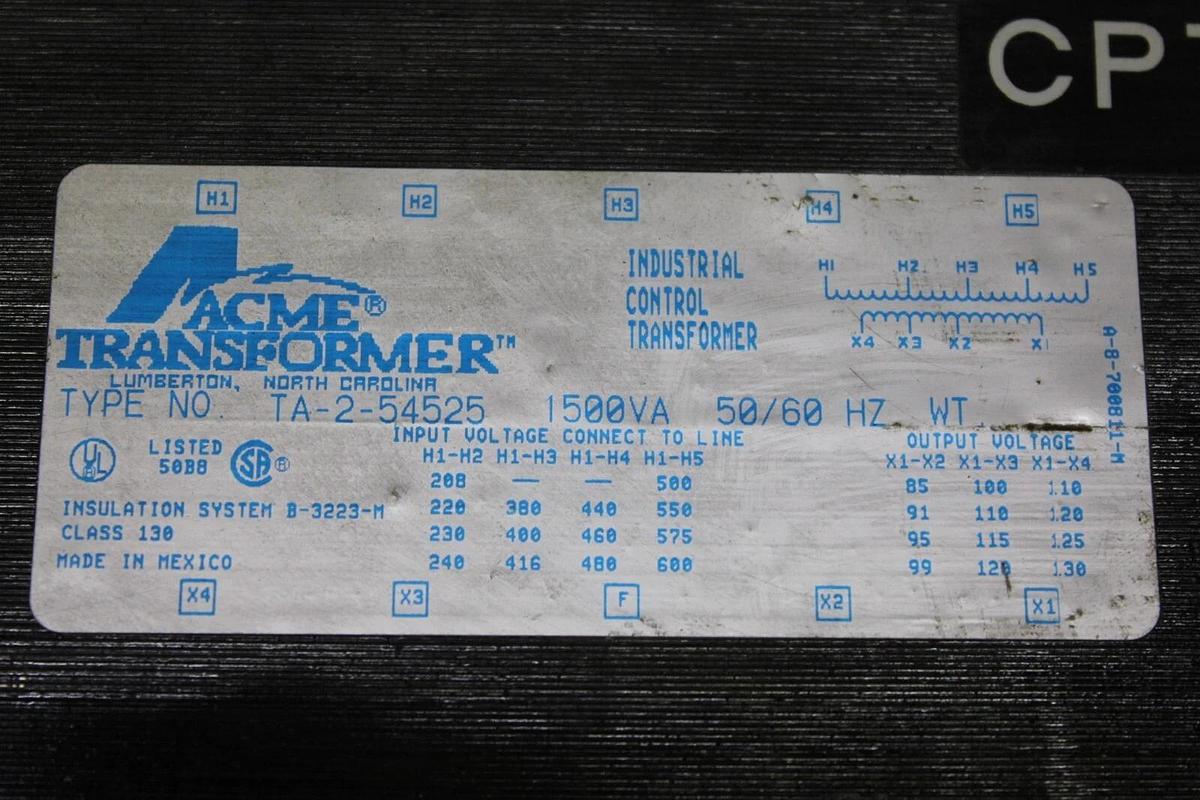 CPT
H1 H2 H3 H4 H5
ACME®
TRANSFORMER™
LUMBERTON, NORTH CAROLINA
INDUSTRIAL
CONTROL
TRANSFORMER
H1 H2 H3 H4 H5
X4 X3 X2 X1
A-8-700811-M
TYPE NO. TA-2-54525 1500VA 50/60 HZ WT.
UL
LISTED
50B8
SA®
INSULATION SYSTEM B-3223-M
CLASS 130
MADE IN MEXICO
INPUT VOLTAGE CONNECT TO LINE
H1-H2 H1-H3 H1-H4 H1-H5
208 — — 500
220 380 440 550
230 400 460 575
240 416 480 600
OUTPUT VOLTAGE
X1-X2 X1-X3 X1-X4
85 100 110
91 110 120
95 115 125
99 120 130
X4 X3 F X2 X1